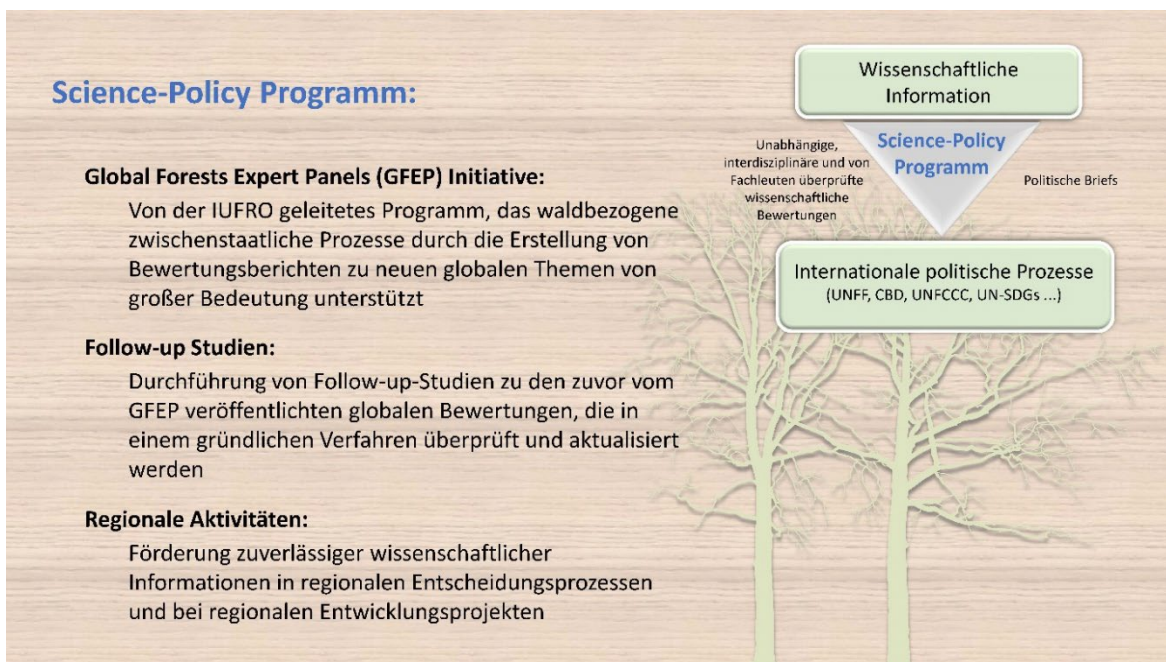 Science-Policy Programm:
Global Forests Expert Panels (GFEP) Initiative:
Von der IUFRO geleitetes Programm, das waldbezogene
zwischenstaatliche Prozesse durch die Erstellung von
Bewertungsberichten zu neuen globalen Themen von
großer Bedeutung unterstützt
Follow-up Studien:
Durchführung von Follow-up-Studien zu den zuvor vom
GFEP veröffentlichten globalen Bewertungen, die in
einem gründlichen Verfahren überprüft und aktualisiert
werden
Regionale Aktivitäten:
Förderung zuverlässiger wissenschaftlicher
Informationen in regionalen Entscheidungsprozessen
und bei regionalen Entwicklungsprojekten
Wissenschaftliche
Information
Unabhängige,
interdisziplinäre und von
Fachleuten überprüfte
wissenschaftliche
Bewertungen
Science-Policy
Programm
Politische Briefs
Internationale politische Prozesse
(UNFF, CBD, UNFCCC, UN-SDGs ...)